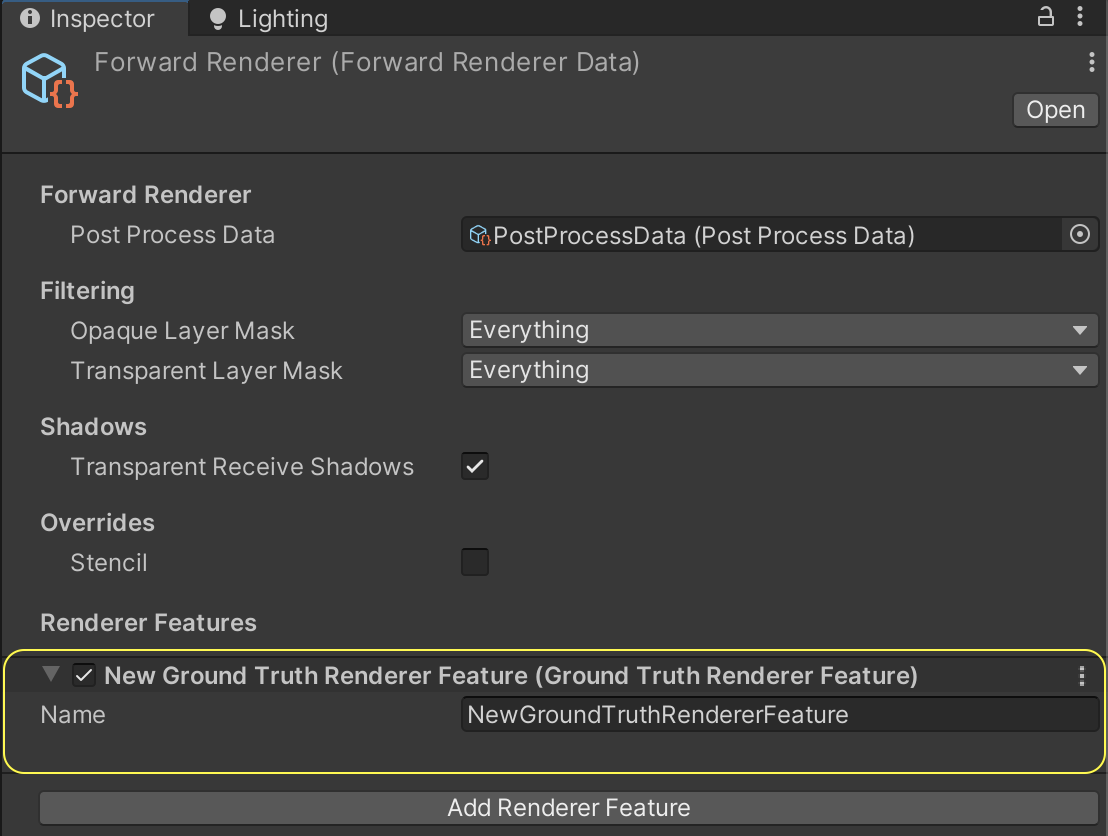 Inspector Lighting
Forward Renderer (Forward Renderer Data)
Open
Forward Renderer
Post Process Data PostProcessData (Post Process Data)
Filtering
Opaque Layer Mask Everything
Transparent Layer Mask Everything
Shadows
Transparent Receive Shadows
Overrides
Stencil
Renderer Features
New Ground Truth Renderer Feature (Ground Truth Renderer Feature)
Name NewGroundTruthRendererFeature
Add Renderer Feature